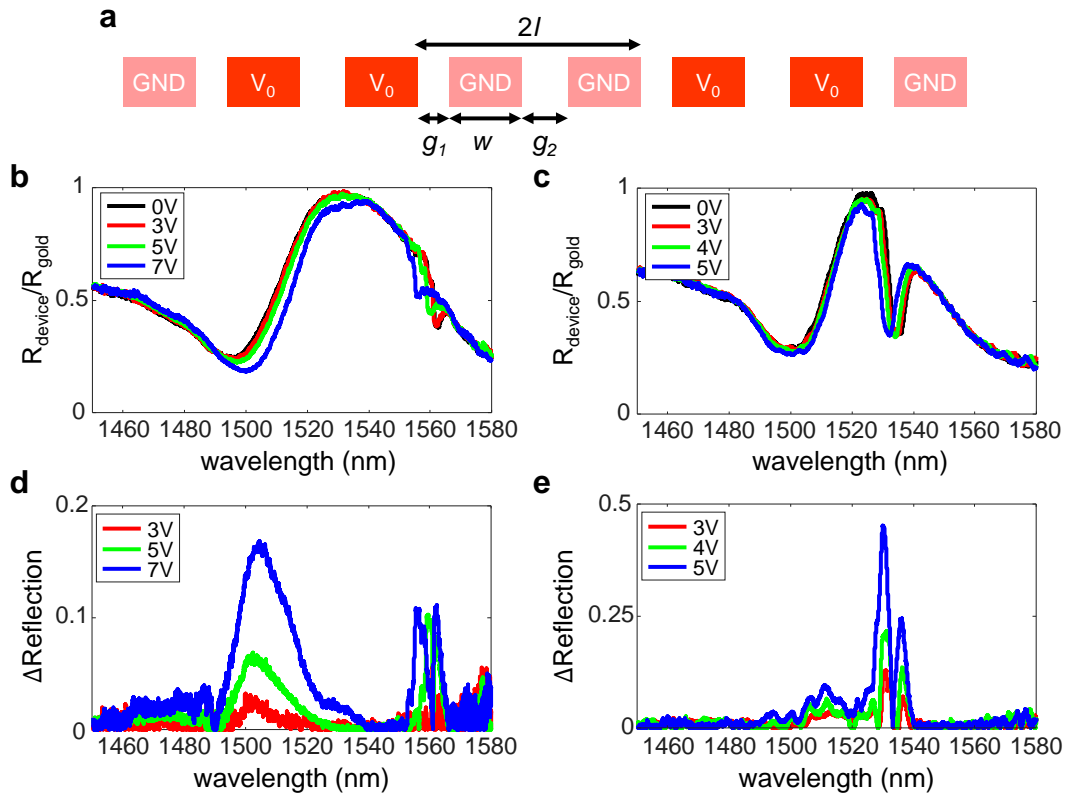 a
2l
GND V₀ V₀ GND GND V₀ V₀ GND
g₁ w g₂
b
R_device/R_gold
1
0.5
0
0V
3V
5V
7V
1460 1480 1500 1520 1540 1560 1580
wavelength (nm)
c
R_device/R_gold
1
0.5
0
0V
3V
4V
5V
1460 1480 1500 1520 1540 1560 1580
wavelength (nm)
d
ΔReflection
0.2
0.1
0
3V
5V
7V
1460 1480 1500 1520 1540 1560 1580
wavelength (nm)
e
ΔReflection
0.5
0.25
0
3V
4V
5V
1460 1480 1500 1520 1540 1560 1580
wavelength (nm)